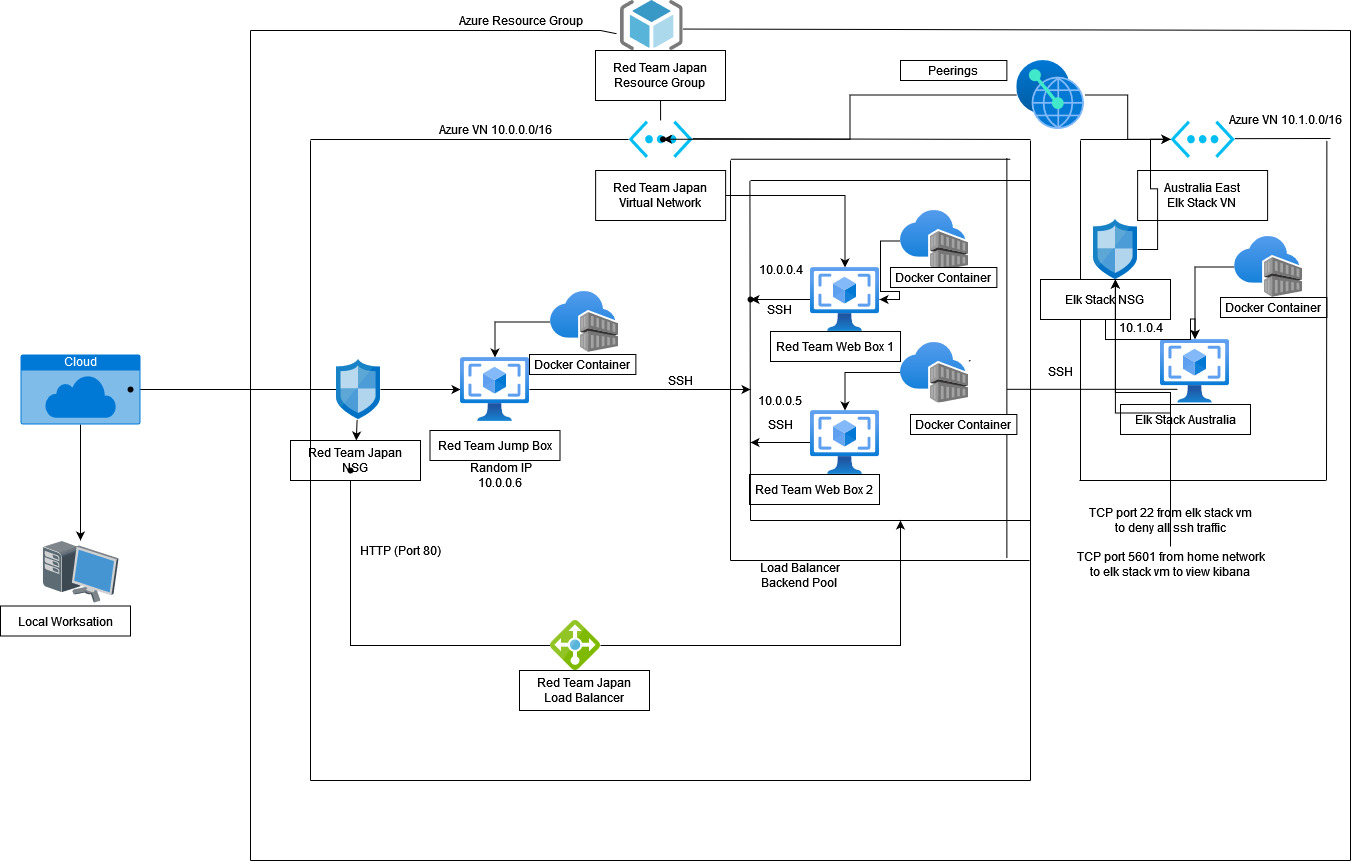 Azure Resource Group
Red Team Japan
Resource Group
Peerings
Azure VN 10.0.0.0/16
Azure VN 10.1.0.0/16
Red Team Japan
Virtual Network
Australia East
Elk Stack VN
10.0.0.4
SSH
Docker Container
Red Team Web Box 1
Elk Stack NSG
10.1.0.4
Docker Container
Cloud
Docker Container
SSH
SSH
10.0.0.5
SSH
Docker Container
Elk Stack Australia
Red Team Japan
NSG
Red Team Jump Box
Random IP
10.0.0.6
Red Team Web Box 2
TCP port 22 from elk stack vm
to deny all ssh traffic
HTTP (Port 80)
TCP port 5601 from home network
to elk stack vm to view kibana
Load Balancer
Backend Pool
Local Worksation
Red Team Japan
Load Balancer